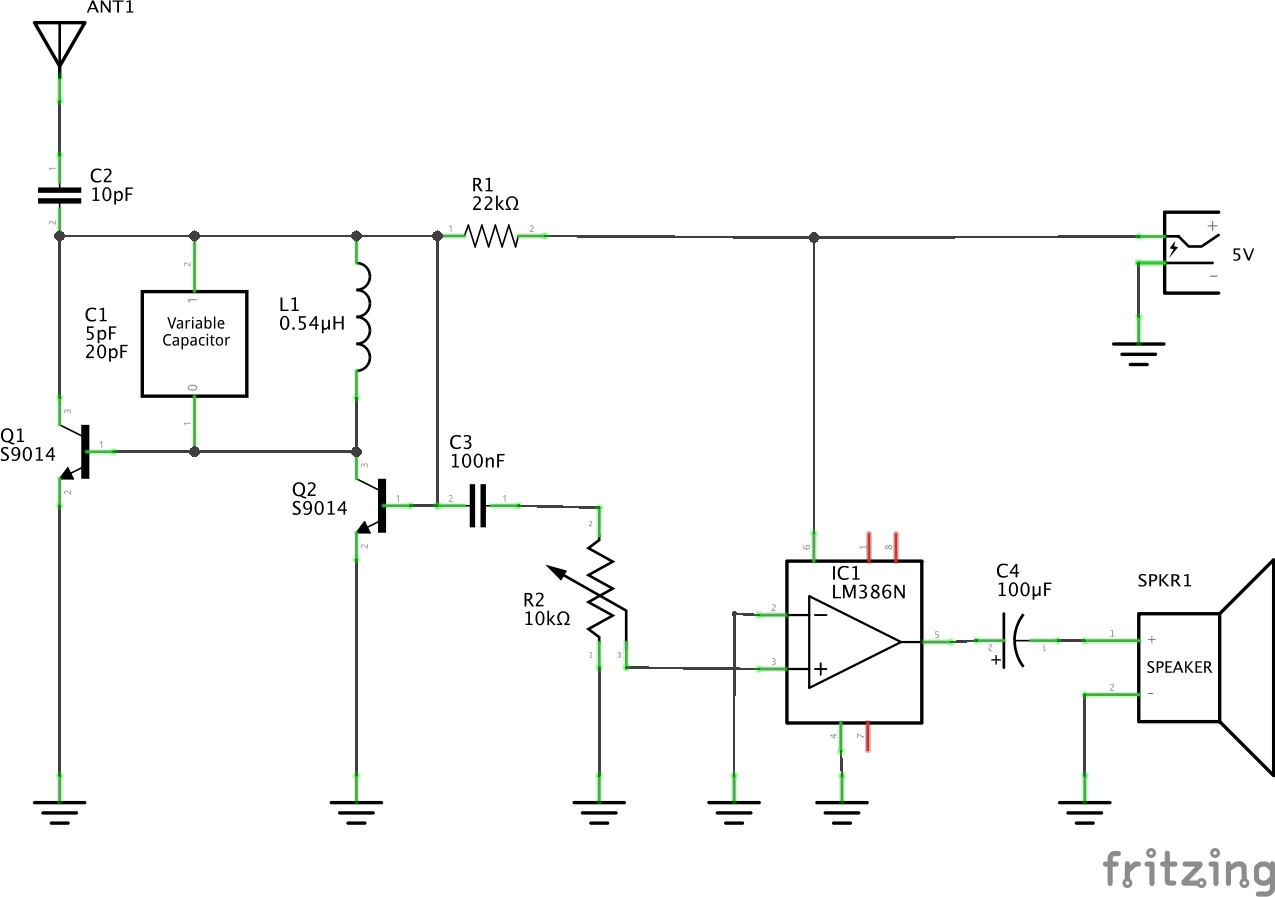 ANT1
1
C2
10pF
2
R1
22kΩ
1
2
+
5V
−
2
1
Variable
Capacitor
C1
5pF
20pF
0
1
L1
0.54µH
3
Q1
S9014
1
2
3
Q2
S9014
1
2
C3
100nF
2
1
2
R2
10kΩ
1
3
6
1
8
IC1
LM386N
2
−
3
+
5
4
7
C4
100µF
2
+
1
SPKR1
1
+
SPEAKER
2
−
fritzing